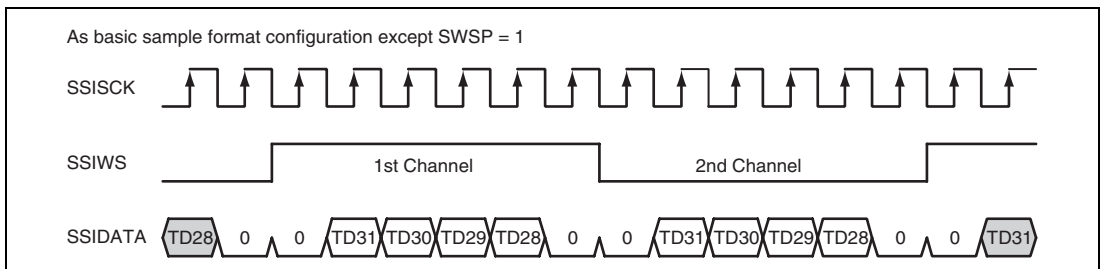 As basic sample format configuration except SWSP = 1
SSISCK
SSIWS 1st Channel 2nd Channel
SSIDATA TD28 0 0 TD31 TD30 TD29 TD28 0 0 TD31 TD30 TD29 TD28 0 0 TD31